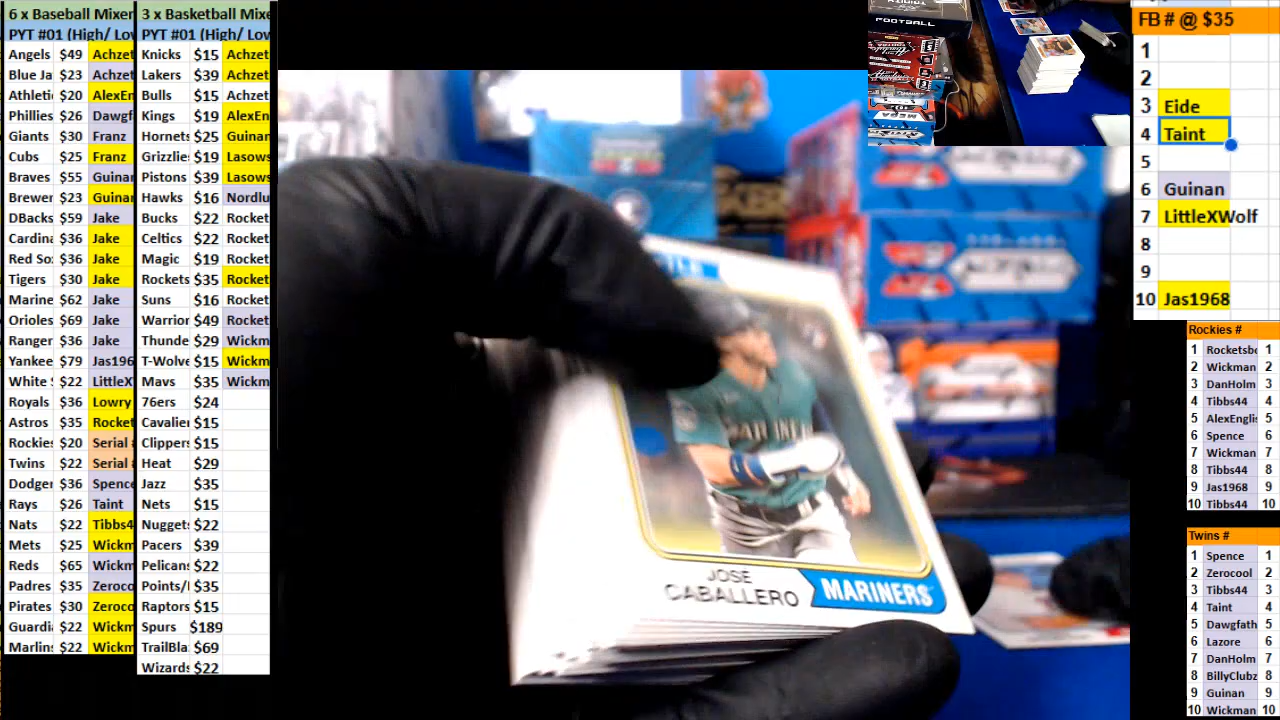 6 x Baseball Mixer
PYT #01 (High/ Lov
Angels $49 Achzet
Blue Ja $23 Achzet
Athletic $20 AlexEn
Phillies $26 Dawgf
Giants $30 Franz
Cubs $25 Franz
Braves $55 Guinar
Brewer $23 Guinar
DBacks $59 Jake
Cardina $36 Jake
Red So $36 Jake
Tigers $30 Jake
Marine $62 Jake
Orioles $69 Jake
Ranger $36 Jake
Yankee $79 Jas196
White S $22 LittleX
Royals $36 Lowry
Astros $35 Rocket
Rockies $20 Serial #
Twins $22 Serial #
Dodger $36 Spence
Rays $26 Taint
Nats $22 Tibbs4
Mets $25 Wickm
Reds $65 Wickm
Padres $35 Zeroco
Pirates $30 Zeroco
Guardi $22 Wickm
Marlins $22 Wickm
3 x Basketball Mixe
PYT #01 (High/ Lov
Knicks $15 Achzet
Lakers $39 Achzet
Bulls $15 Achzet
Kings $19 AlexEn
Hornets $25 Guinan
Grizzlies $19 Lasows
Pistons $39 Lasows
Hawks $16 Nordlu
Bucks $22 Rocket
Celtics $22 Rocket
Magic $19 Rocket
Rockets $35 Rocket
Suns $16 Rocket
Warrior $49 Rocket
Thunde $29 Wickm
T-Wolve $15 Wickm
Mavs $35 Wickm
76ers $24
Cavalier $15
Clippers $15
Heat $29
Jazz $35
Nets $15
Nuggets $22
Pacers $39
Pelican $22
Points/ $35
Raptors $15
Spurs $189
TrailBla $69
Wizards $22
FOOTBALL
MEGA
MARINERS
JOSE
CABALLERO
FB # @ $35
1
2
3 Eide
4 Taint
5
6 Guinan
7 LittleXWolf
8
9
10 Jas1968
Rockies #
1 Rocketsbo 1
2 Wickman 2
3 DanHolm 3
4 Tibbs44 4
5 AlexEnglis 5
6 Spence 6
7 Wickman 7
8 Tibbs44 8
9 Jas1968 9
10 Tibbs44 10
Twins #
1 Spence 1
2 Zerocool 2
3 Tibbs44 3
4 Taint 4
5 Dawgfath 5
6 Lazore 6
7 DanHolm 7
8 BillyClubz 8
9 Guinan 9
10 Wickman 10